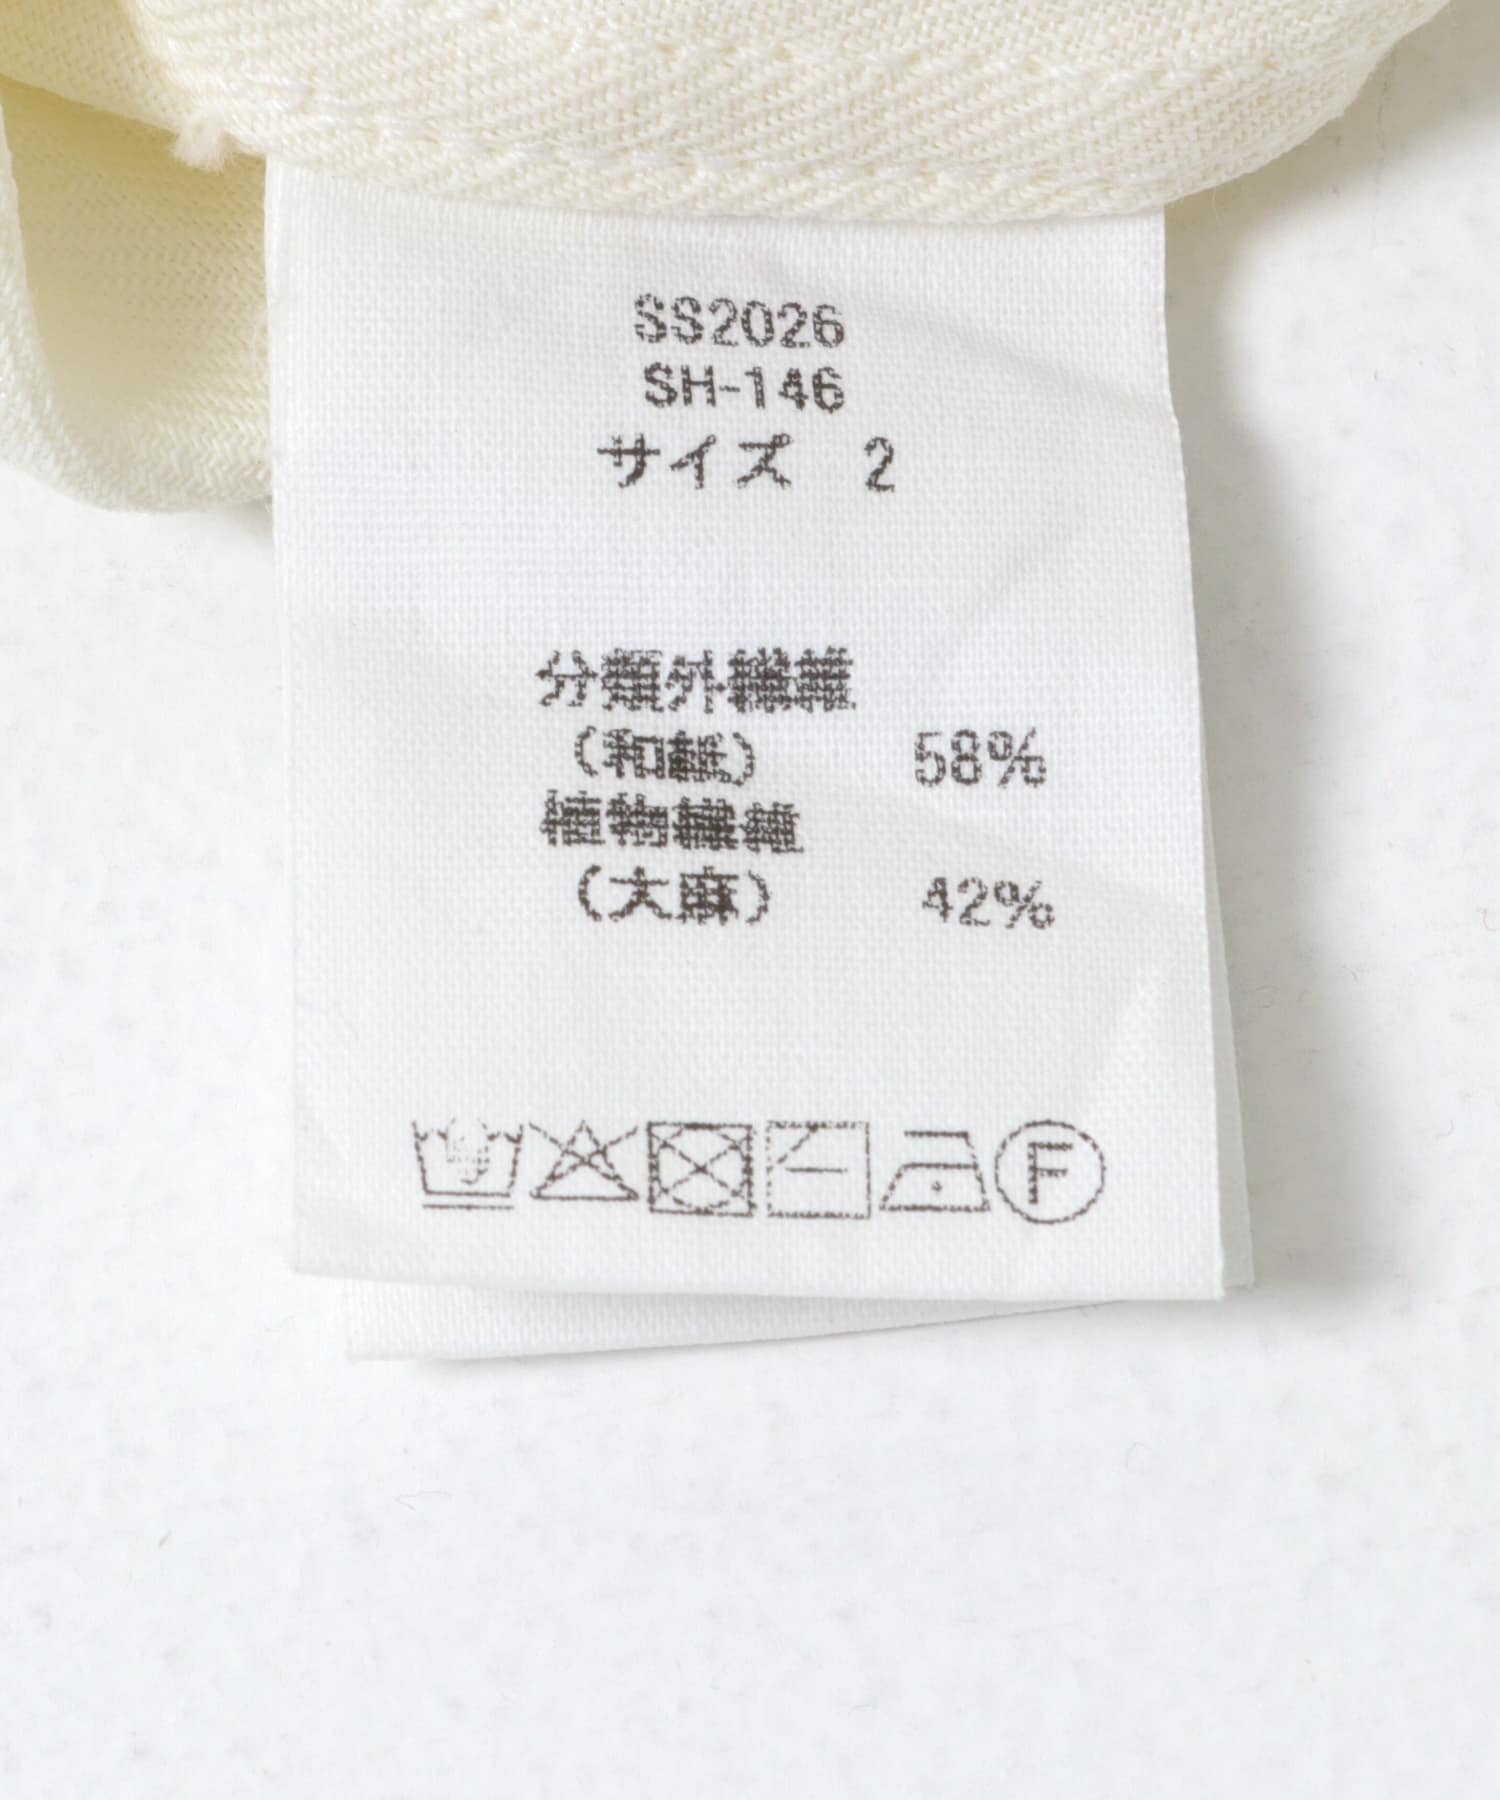 SS2026
SH-146
サイズ 2
分類外繊維
(和紙) 58%
植物繊維
(大麻) 42%
F